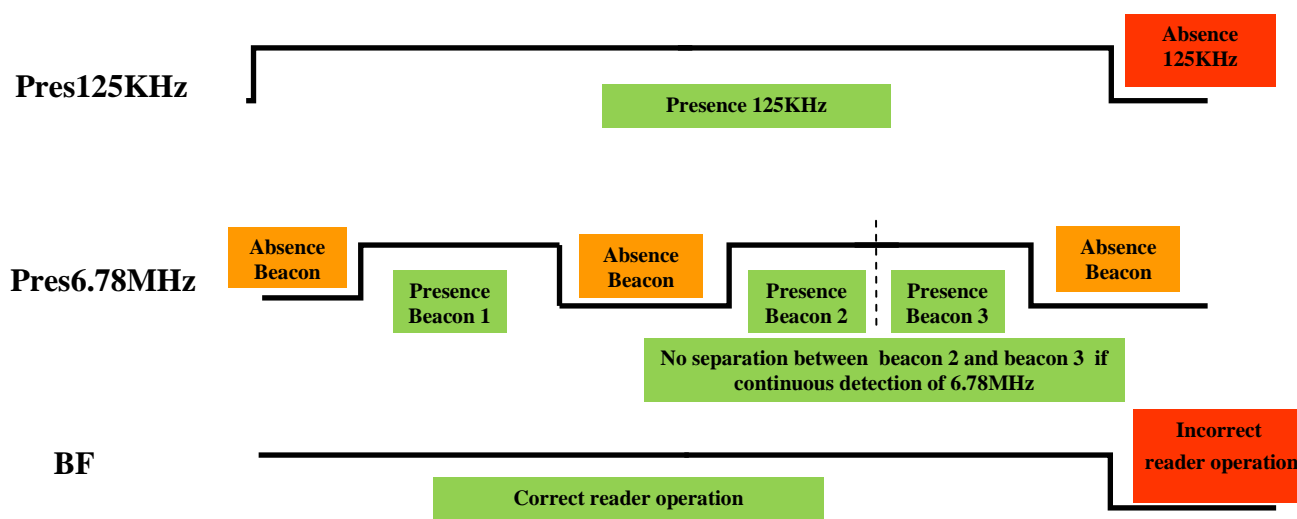 Absence
125KHz
Pres125KHz
Presence 125KHz
Absence
Beacon
Absence
Beacon
Absence
Beacon
Pres6.78MHz
Presence
Beacon 1
Presence
Beacon 2
Presence
Beacon 3
No separation between beacon 2 and beacon 3 if
continuous detection of 6.78MHz
Incorrect
reader operation
BF
Correct reader operation